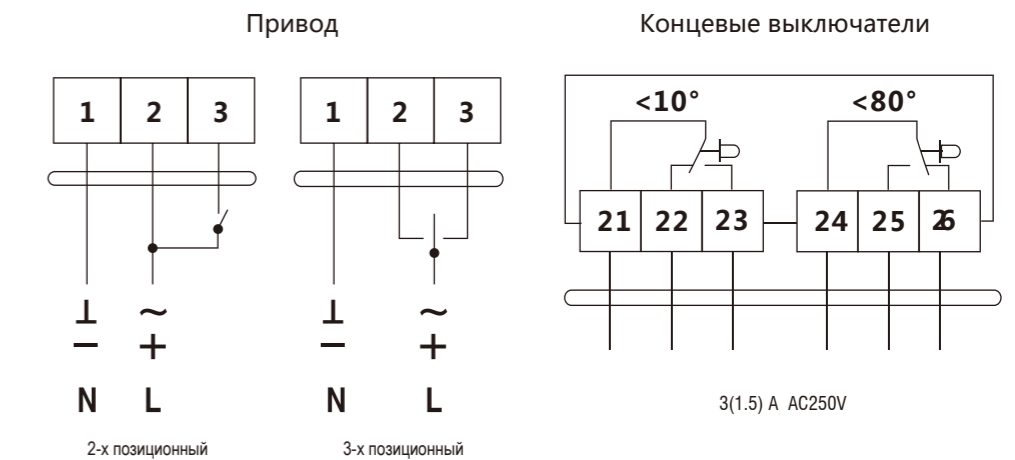 Привод
Концевые выключатели
1 2 3
1 2 3
<10°
<80°
21 22 23
24 25 26
⊥ ~
− +
N L
2-х позиционный
⊥ ~
− +
N L
3-х позиционный
3(1.5) A AC250V